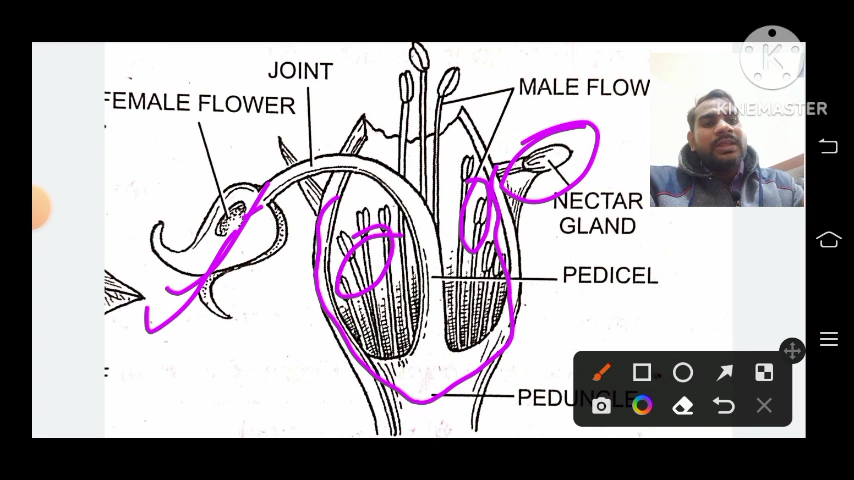 JOINT
FEMALE FLOWER
MALE FLOW
KINEMASTER
NECTAR
GLAND
PEDICEL
PEDUNCLE